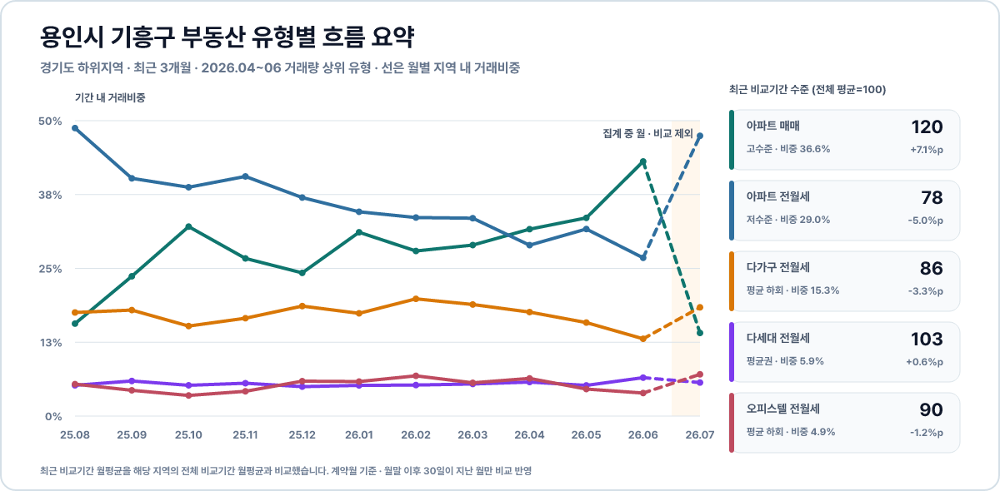 용인시 기흥구 부동산 유형별 흐름 요약
경기도 하위지역 · 최근 3개월 · 2026.04~06 거래량 상위 유형 · 선은 월별 지역 내 거래비중
기간 내 거래비중
50%
38%
25%
13%
0%
집계 중 월 · 비교 제외
25.08 25.09 25.10 25.11 25.12 26.01 26.02 26.03 26.04 26.05 26.06 26.07
최근 비교기간 수준 (전체 평균=100)
아파트 매매 120
고수준 · 비중 36.6% +7.1%p
아파트 전월세 78
저수준 · 비중 29.0% -5.0%p
다가구 전월세 86
평균 하회 · 비중 15.3% -3.3%p
다세대 전월세 103
평균권 · 비중 5.9% +0.6%p
오피스텔 전월세 90
평균 하회 · 비중 4.9% -1.2%p
최근 비교기간 월평균을 해당 지역의 전체 비교기간 월평균과 비교했습니다. 계약월 기준 · 월말 이후 30일이 지난 월만 비교 반영